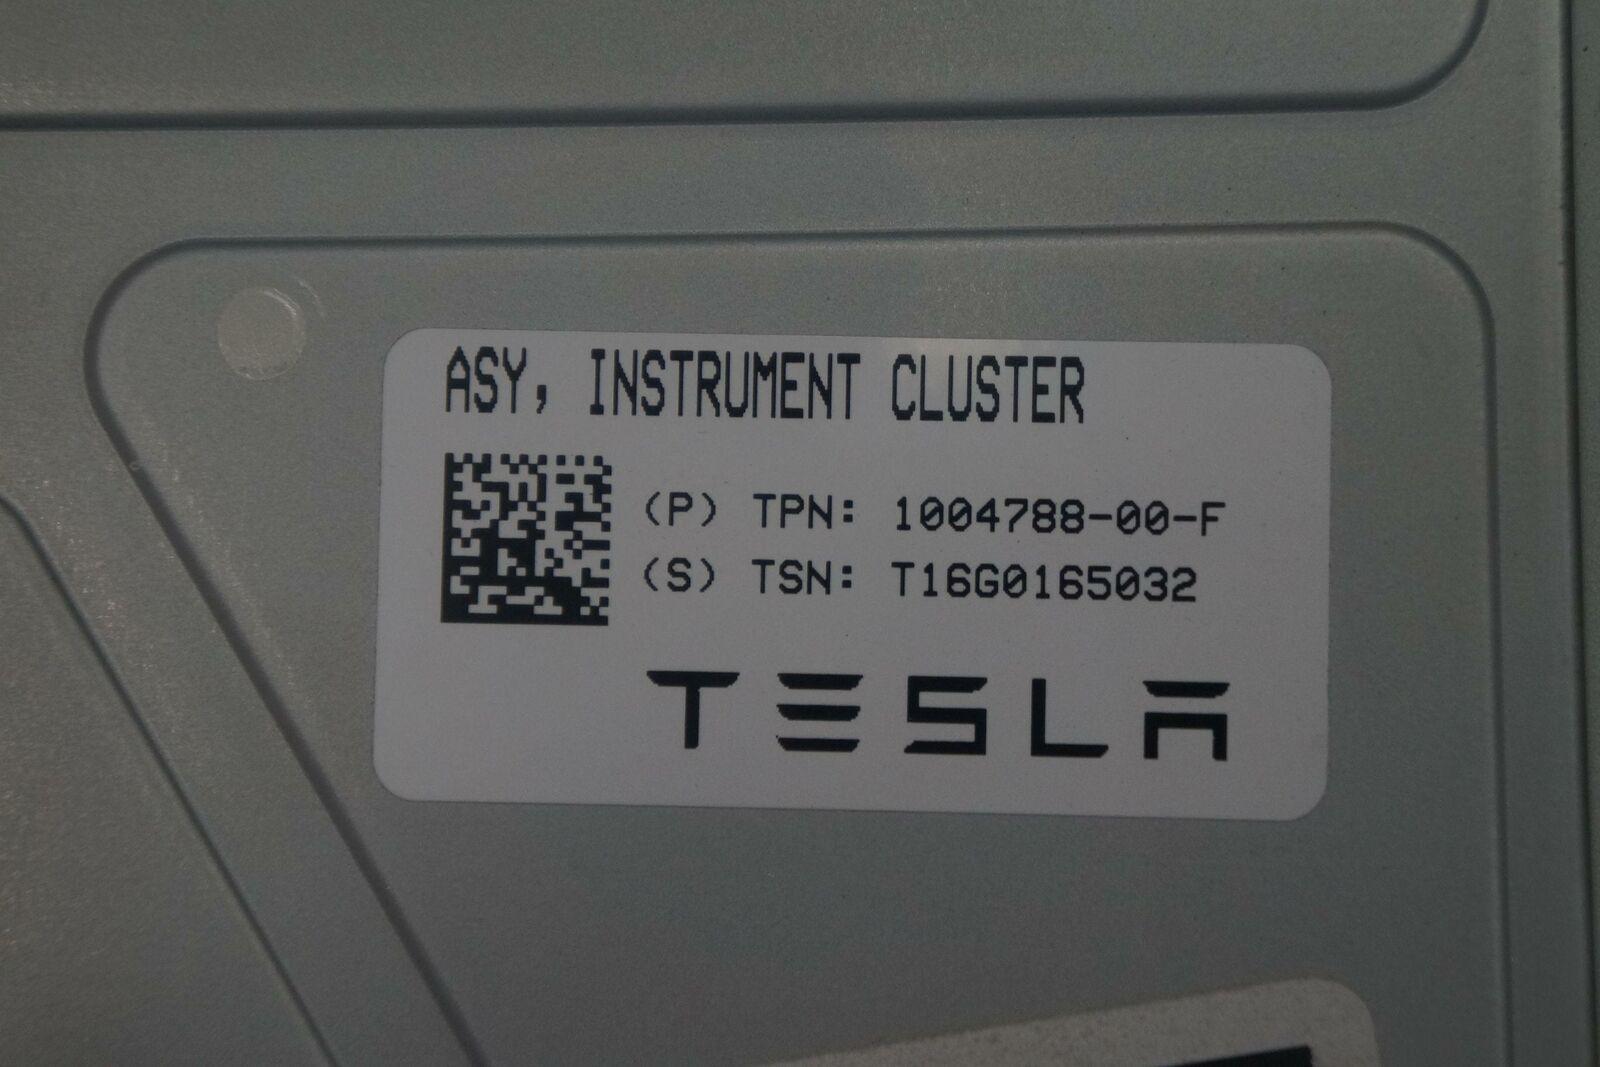 ASY, INSTRUMENT CLUSTER
(P) TPN: 1004788-00-F
(S) TSN: T16G0165032
TESLA